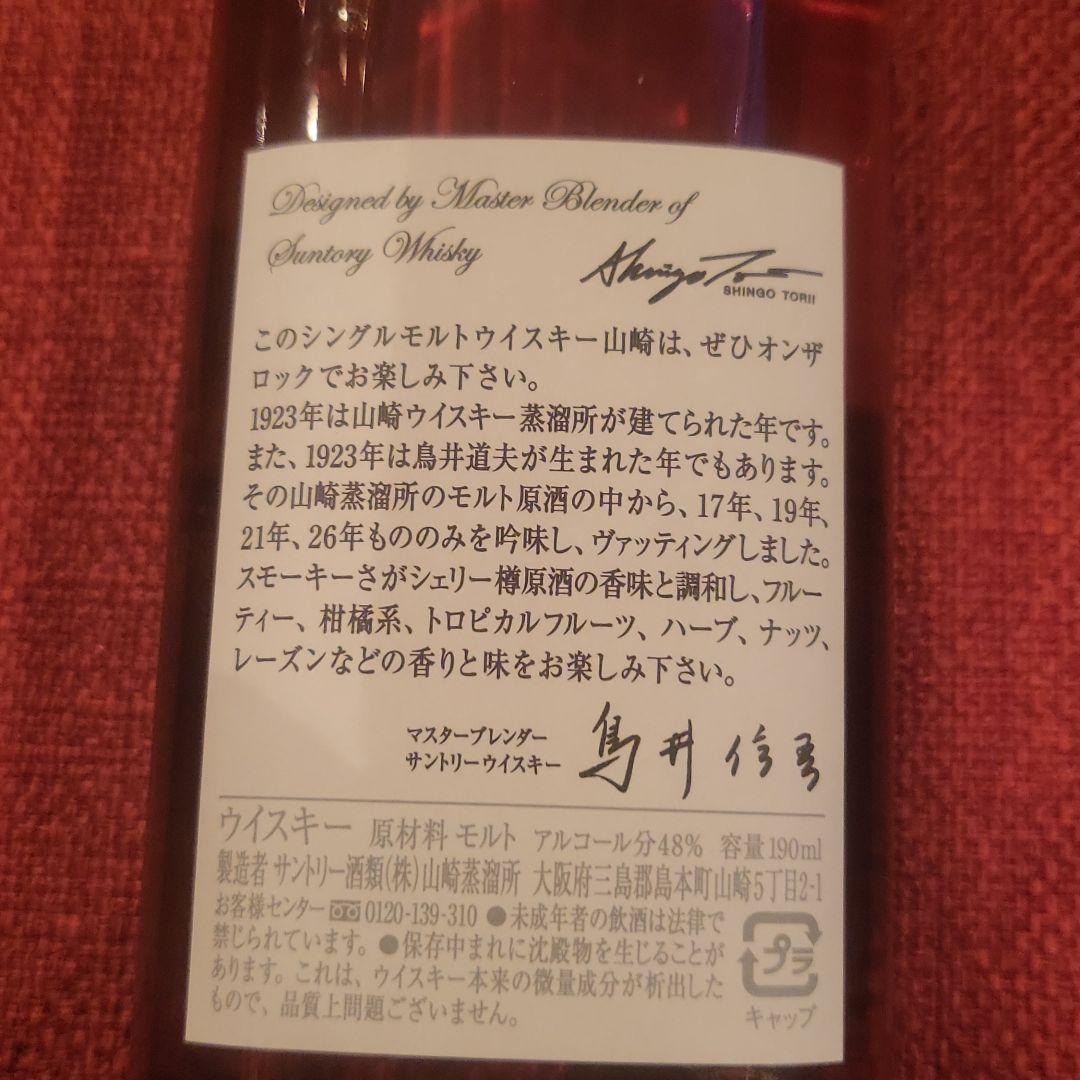 Designed by Master Blender of
Suntory Whisky
Shingo Torii
SHINGO TORII
このシングルモルトウイスキー山崎は、ぜひオンザ
ロックでお楽しみ下さい。
1923年は山崎ウイスキー蒸溜所が建てられた年です。
また、1923年は鳥井道夫が生まれた年でもあります。
その山崎蒸溜所のモルト原酒の中から、17年、19年、
21年、26年もののみを吟味し、ヴァッティングしました。
スモーキーさがシェリー樽原酒の香味と調和し、フルー
ティー、柑橘系、トロピカルフルーツ、ハーブ、ナッツ、
レーズンなどの香りと味をお楽しみ下さい。
マスターブレンダー
サントリーウイスキー 鳥井信吾
ウイスキー 原材料 モルト アルコール分48% 容量190ml
製造者 サントリー酒類(株)山崎蒸溜所 大阪府三島郡島本町山崎5丁目2-1
お客様センター 0120-139-310 ●未成年者の飲酒は法律で
禁じられています。●保存中まれに沈殿物を生じることが
あります。これは、ウイスキー本来の微量成分が析出した
もので、品質上問題ございません。
プラ
キャップ